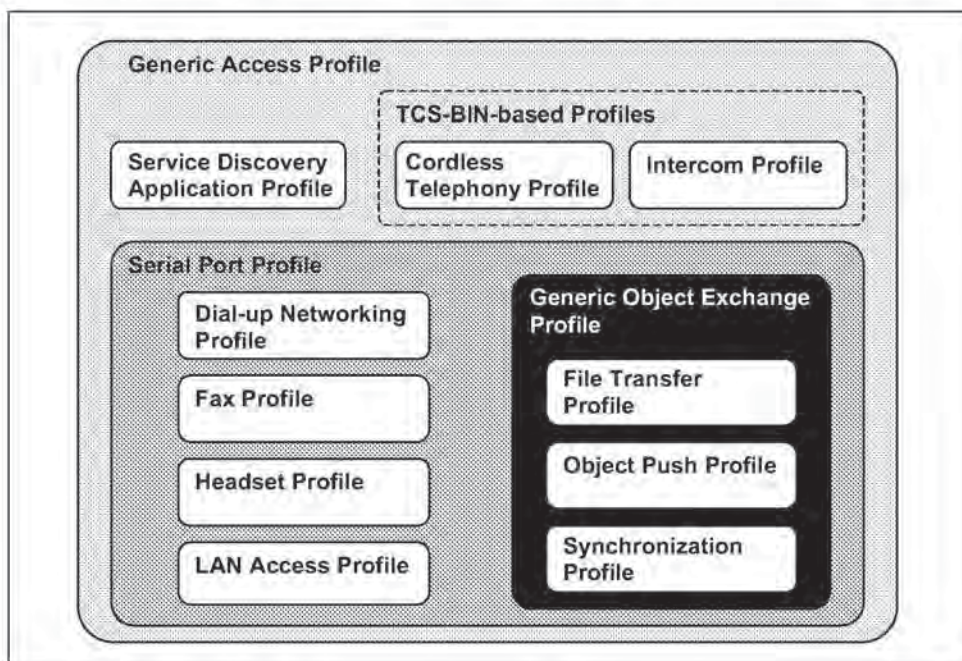 Generic Access Profile
TCS-BIN-based Profiles
Service Discovery
Application Profile
Cordless
Telephony Profile
Intercom Profile
Serial Port Profile
Dial-up Networking
Profile
Fax Profile
Headset Profile
LAN Access Profile
Generic Object Exchange
Profile
File Transfer
Profile
Object Push Profile
Synchronization
Profile